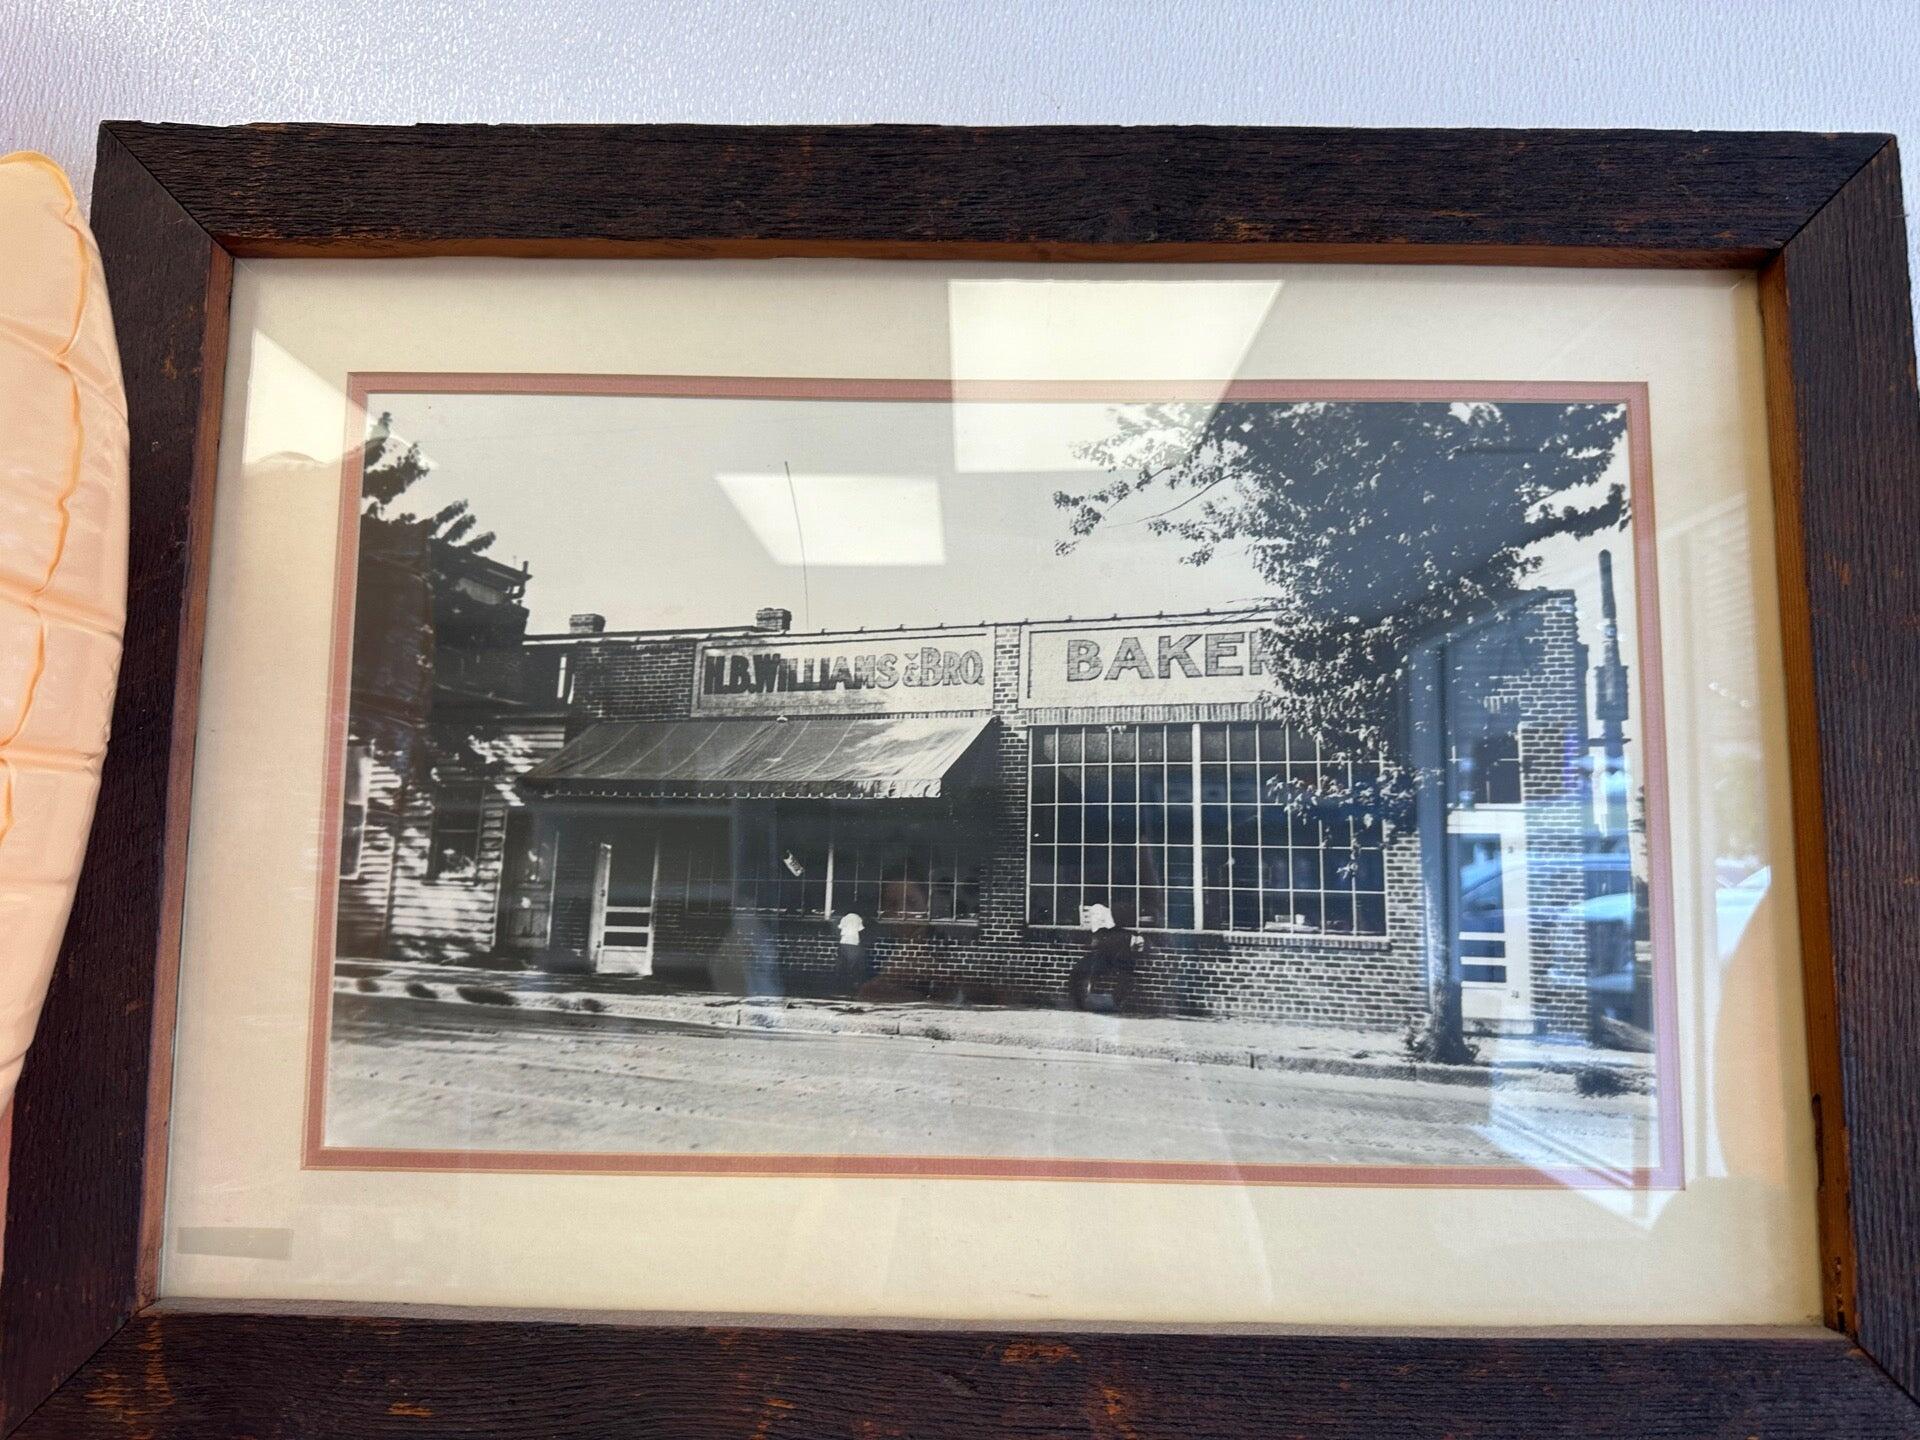 H.B. WILLIAMS & BRO.
BAKER